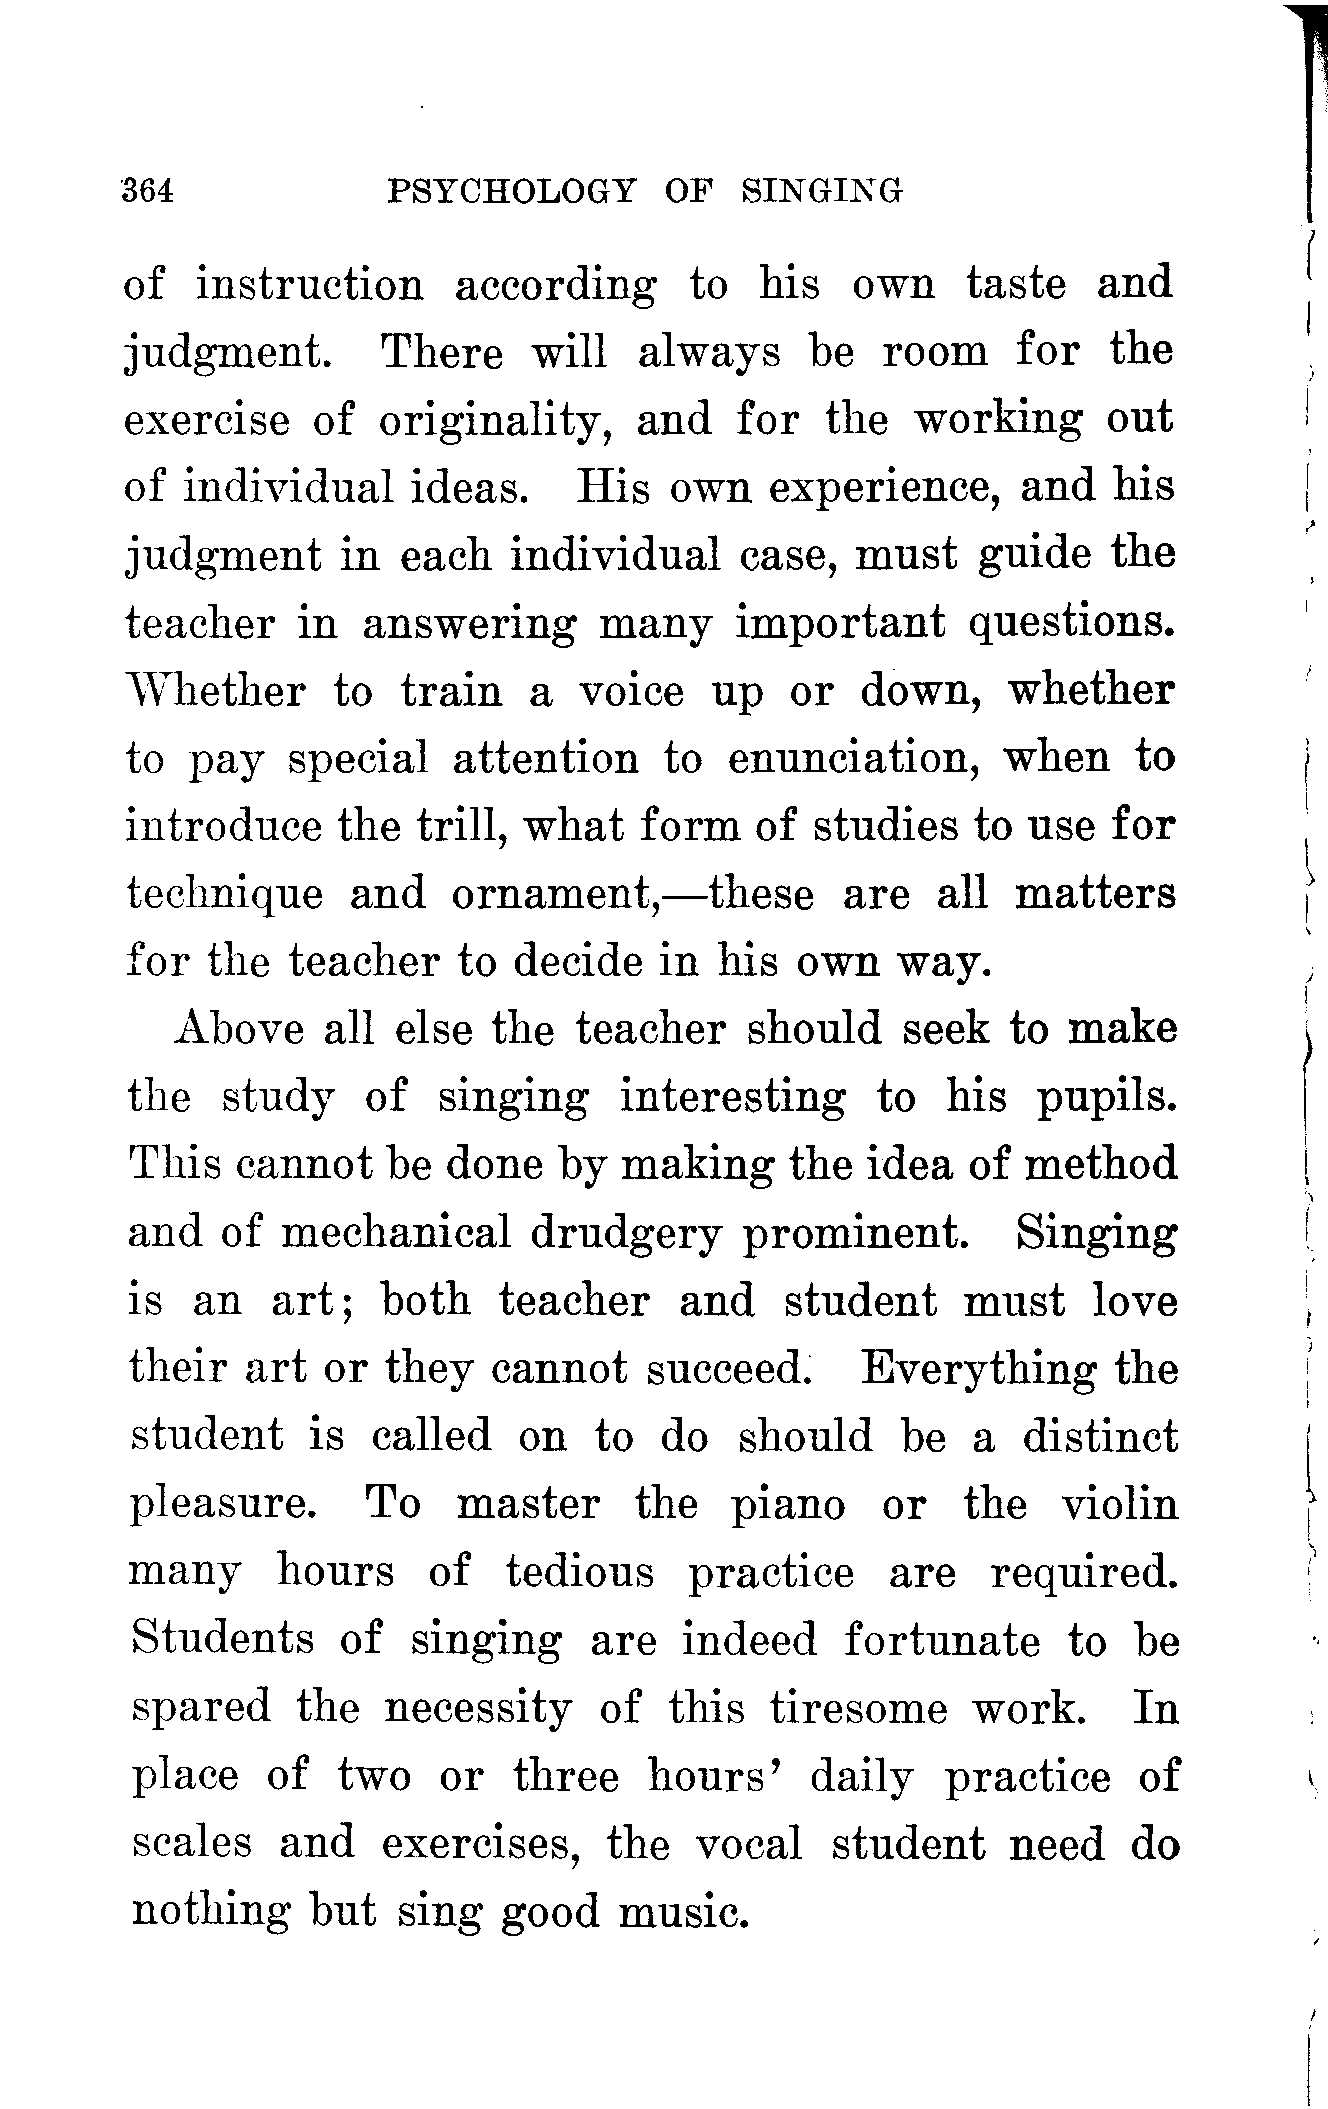 364 PSYCHOLOGY OF SINGING
of instruction according to his own taste and
judgment. There will always be room for the
exercise of originality, and for the working out
of individual ideas. His own experience, and his
judgment in each individual case, must guide the
teacher in answering many important questions.
Whether to train a voice up or down, whether
to pay special attention to enunciation, when to
introduce the trill, what form of studies to use for
technique and ornament,—these are all matters
for the teacher to decide in his own way.
Above all else the teacher should seek to make
the study of singing interesting to his pupils.
This cannot be done by making the idea of method
and of mechanical drudgery prominent. Singing
is an art; both teacher and student must love
their art or they cannot succeed. Everything the
student is called on to do should be a distinct
pleasure. To master the piano or the violin
many hours of tedious practice are required.
Students of singing are indeed fortunate to be
spared the necessity of this tiresome work. In
place of two or three hours' daily practice of
scales and exercises, the vocal student need do
nothing but sing good music.